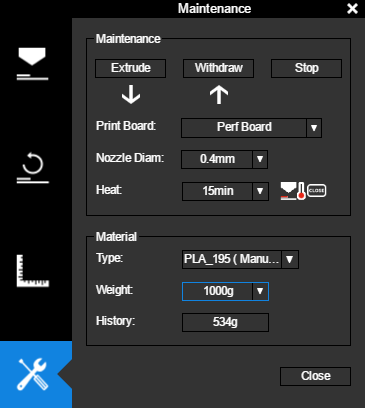 Maintenance
Maintenance
Extrude Withdraw Stop
Print Board: Perf Board
Nozzle Diam: 0.4mm
Heat: 15min CLOSE
Material
Type: PLA_195 ( Manu...
Weight: 1000g
History: 534g
Close